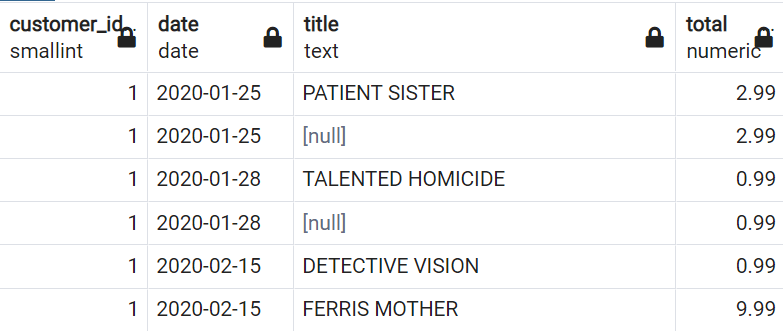 customer_id date title total
smallint date text numeric
1 2020-01-25 PATIENT SISTER 2.99
1 2020-01-25 [null] 2.99
1 2020-01-28 TALENTED HOMICIDE 0.99
1 2020-01-28 [null] 0.99
1 2020-02-15 DETECTIVE VISION 0.99
1 2020-02-15 FERRIS MOTHER 9.99